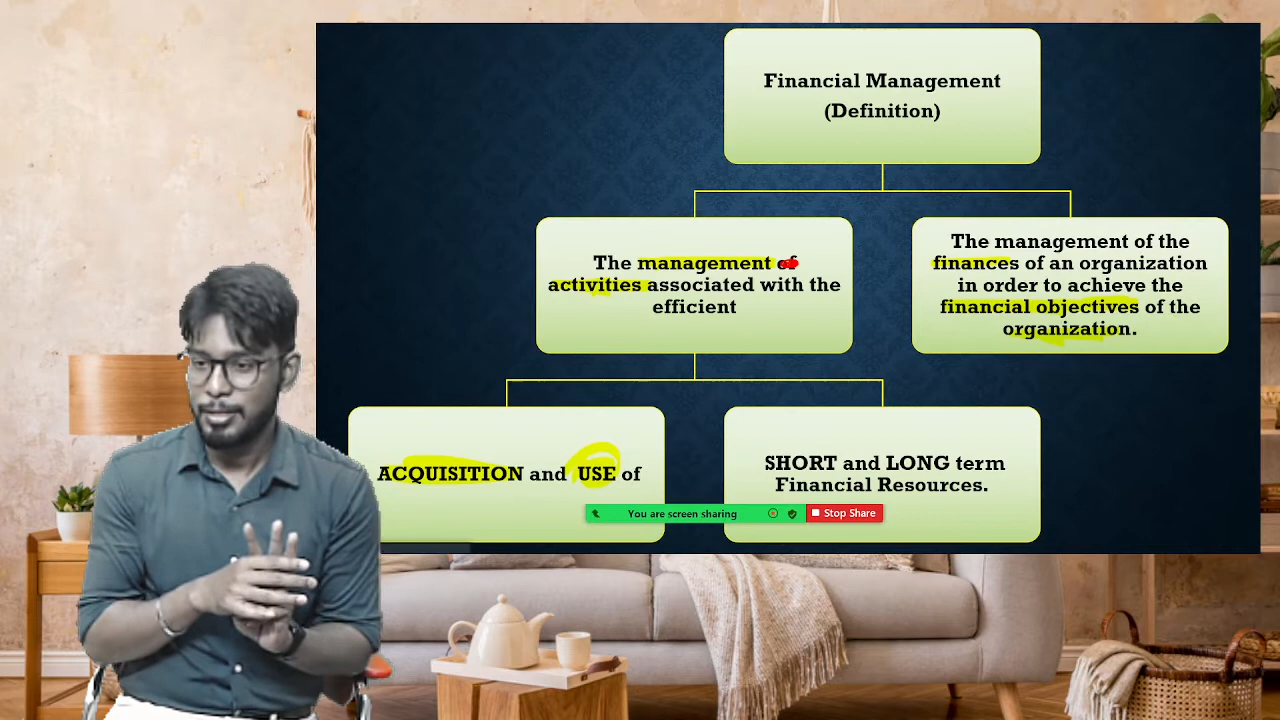 Financial Management
(Definition)
The management of
activities associated with the
efficient
The management of the
finances of an organization
in order to achieve the
financial objectives of the
organization.
ACQUISITION and USE of
SHORT and LONG term
Financial Resources.
You are screen sharing
Stop Share